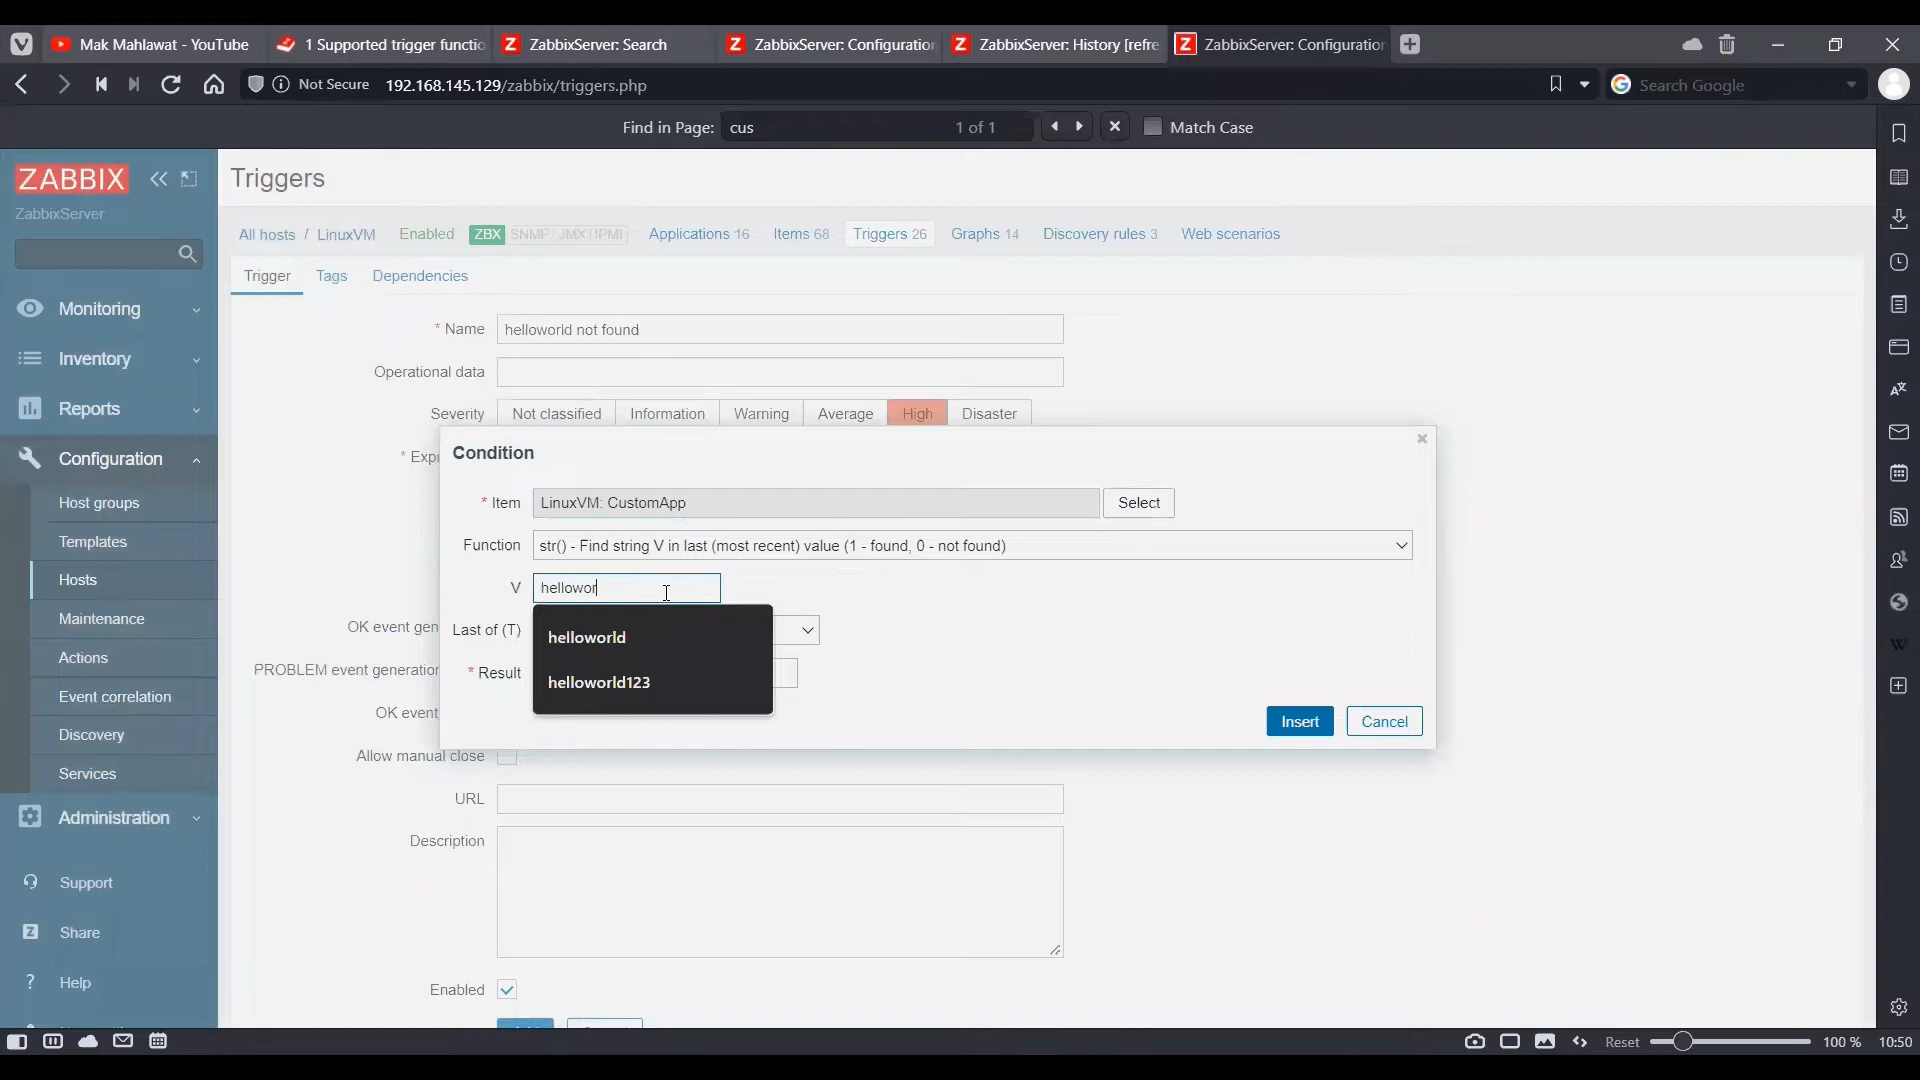 Mak Mahlawat - YouTube
1 Supported trigger functio
ZabbixServer: Search
ZabbixServer: Configuration
ZabbixServer: History [refre
ZabbixServer: Configuration
Not Secure
192.168.145.129/zabbix/triggers.php
Search Google
Find in Page:
cus
1 of 1
Match Case
ZABBIX
ZabbixServer
Monitoring
Inventory
Reports
Configuration
Host groups
Templates
Hosts
Maintenance
Actions
Event correlation
Discovery
Services
Administration
Support
Share
Help
Triggers
All hosts / LinuxVM Enabled ZBX SNMP JMX IPMI Applications 16 Items 68 Triggers 26 Graphs 14 Discovery rules 3 Web scenarios
Trigger Tags Dependencies
* Name helloworld not found
Operational data
Severity Not classified Information Warning Average High Disaster
* Expr
Condition
* Item LinuxVM: CustomApp Select
Function str() - Find string V in last (most recent) value (1 - found, 0 - not found)
V hellowor
helloworld
helloworld123
OK event gen
Last of (T)
PROBLEM event generation
* Result
OK event
Insert Cancel
Allow manual close
URL
Description
Enabled
Reset 100 % 10:50